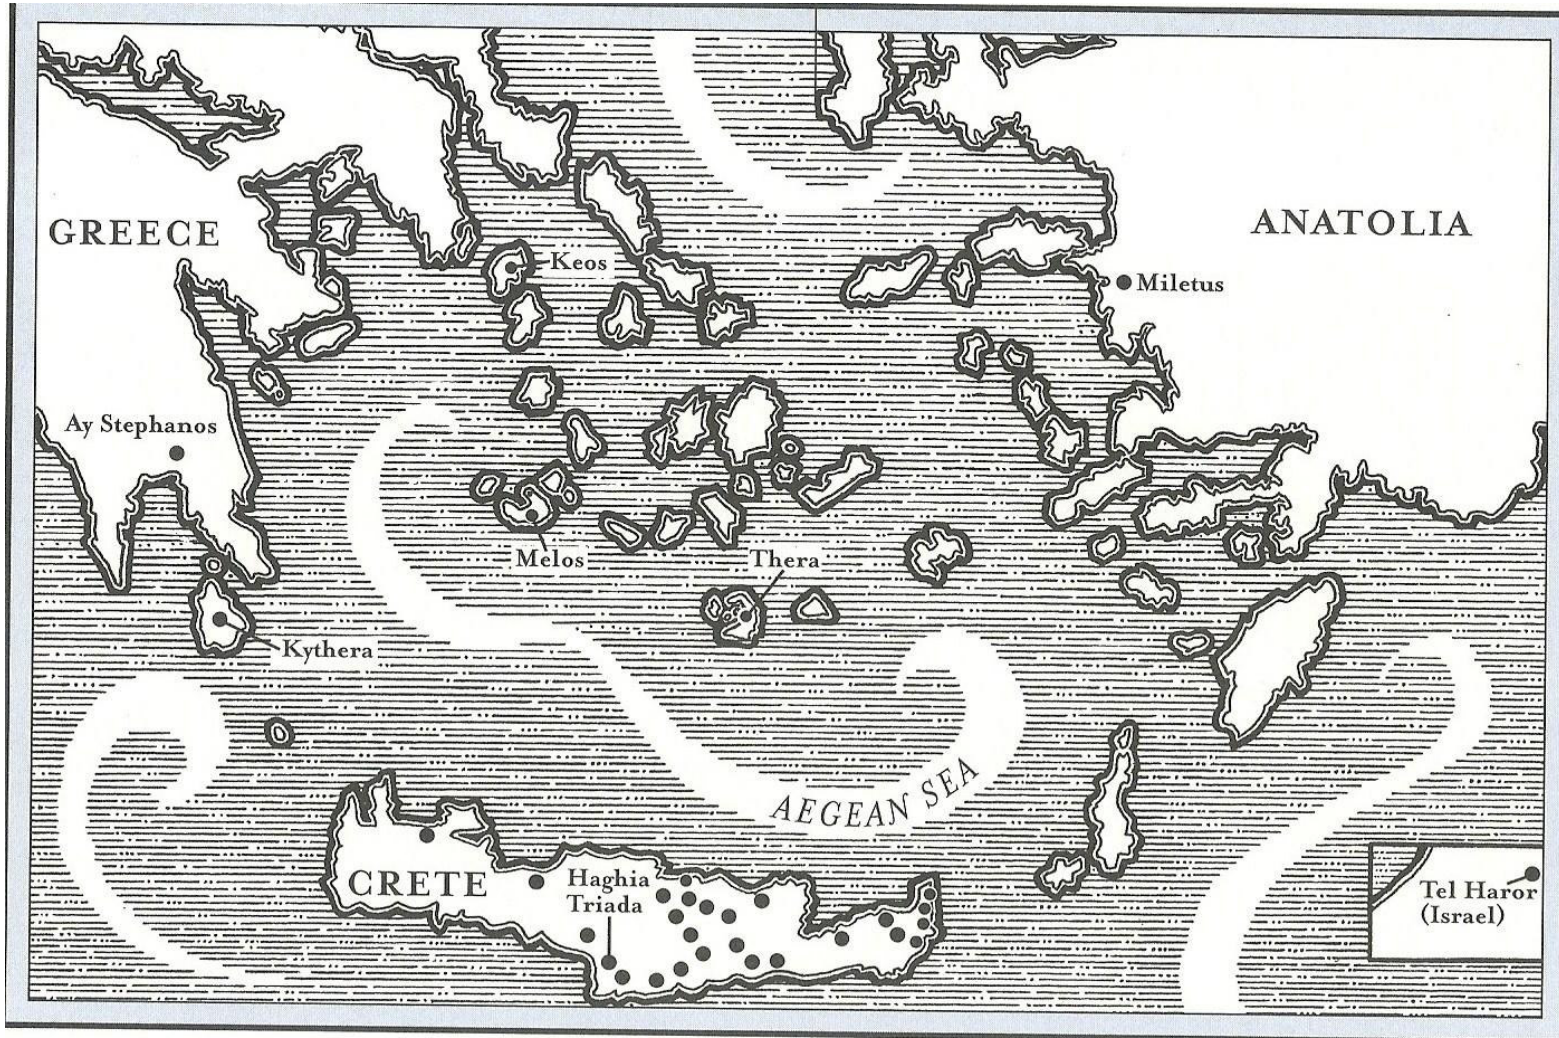 GREECE
ANATOLIA
Keos
Miletus
Ay Stephanos
Melos
Thera
Kythera
AEGEAN SEA
CRETE
Haghia
Triada
Tel Haror
(Israel)